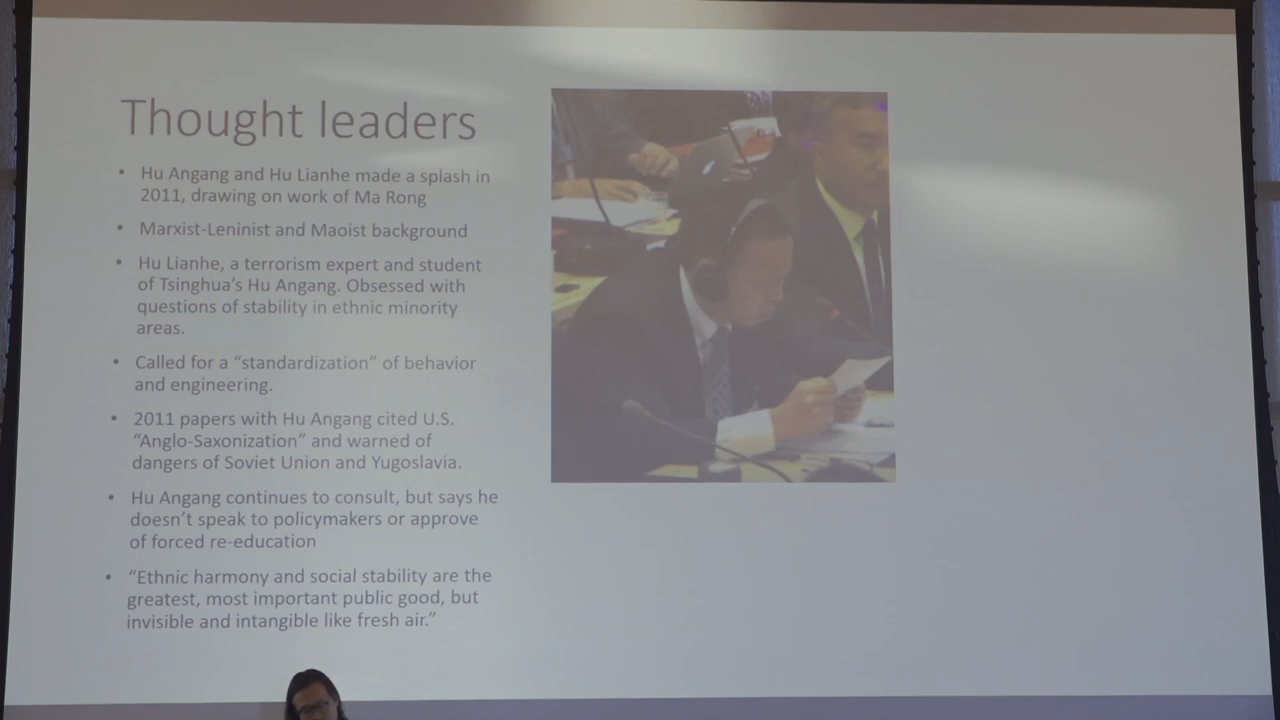 Thought leaders
• Hu Angang and Hu Lianhe made a splash in
2011, drawing on work of Ma Rong
• Marxist-Leninist and Maoist background
• Hu Lianhe, a terrorism expert and student
of Tsinghua’s Hu Angang. Obsessed with
questions of stability in ethnic minority
areas.
• Called for a “standardization” of behavior
and engineering.
• 2011 papers with Hu Angang cited U.S.
“Anglo-Saxonization” and warned of
dangers of Soviet Union and Yugoslavia.
• Hu Angang continues to consult, but says he
doesn’t speak to policymakers or approve
of forced re-education
• “Ethnic harmony and social stability are the
greatest, most important public good, but
invisible and intangible like fresh air.”